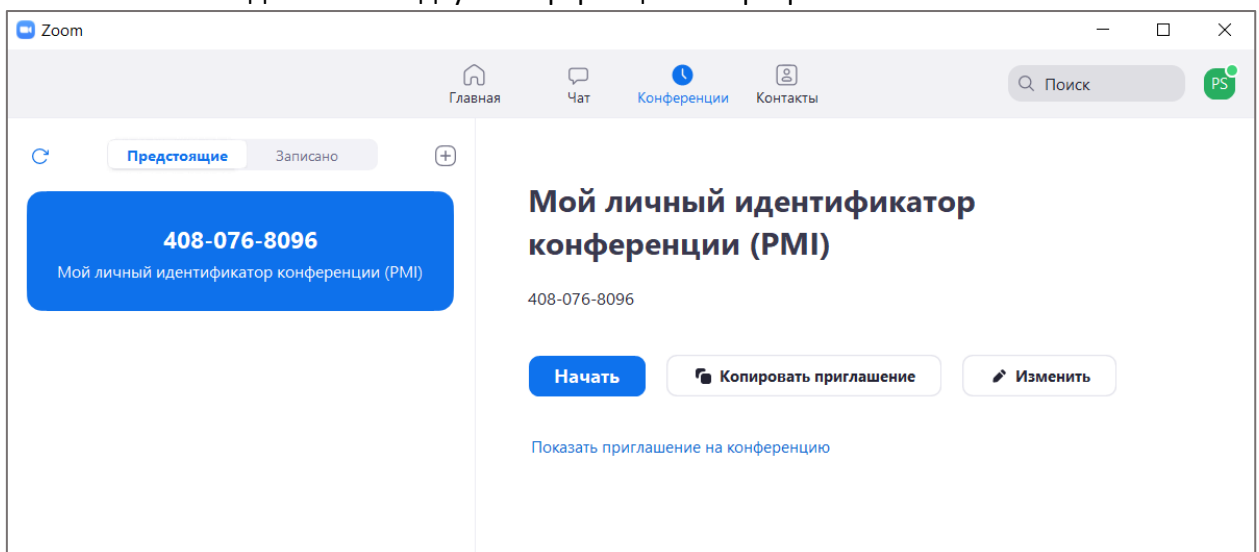 Zoom
Главная
Чат
Конференции
Контакты
Поиск
PS
Предстоящие
Записано
408-076-8096
Мой личный идентификатор конференции (PMI)
Мой личный идентификатор
конференции (PMI)
408-076-8096
Начать
Копировать приглашение
Изменить
Показать приглашение на конференцию